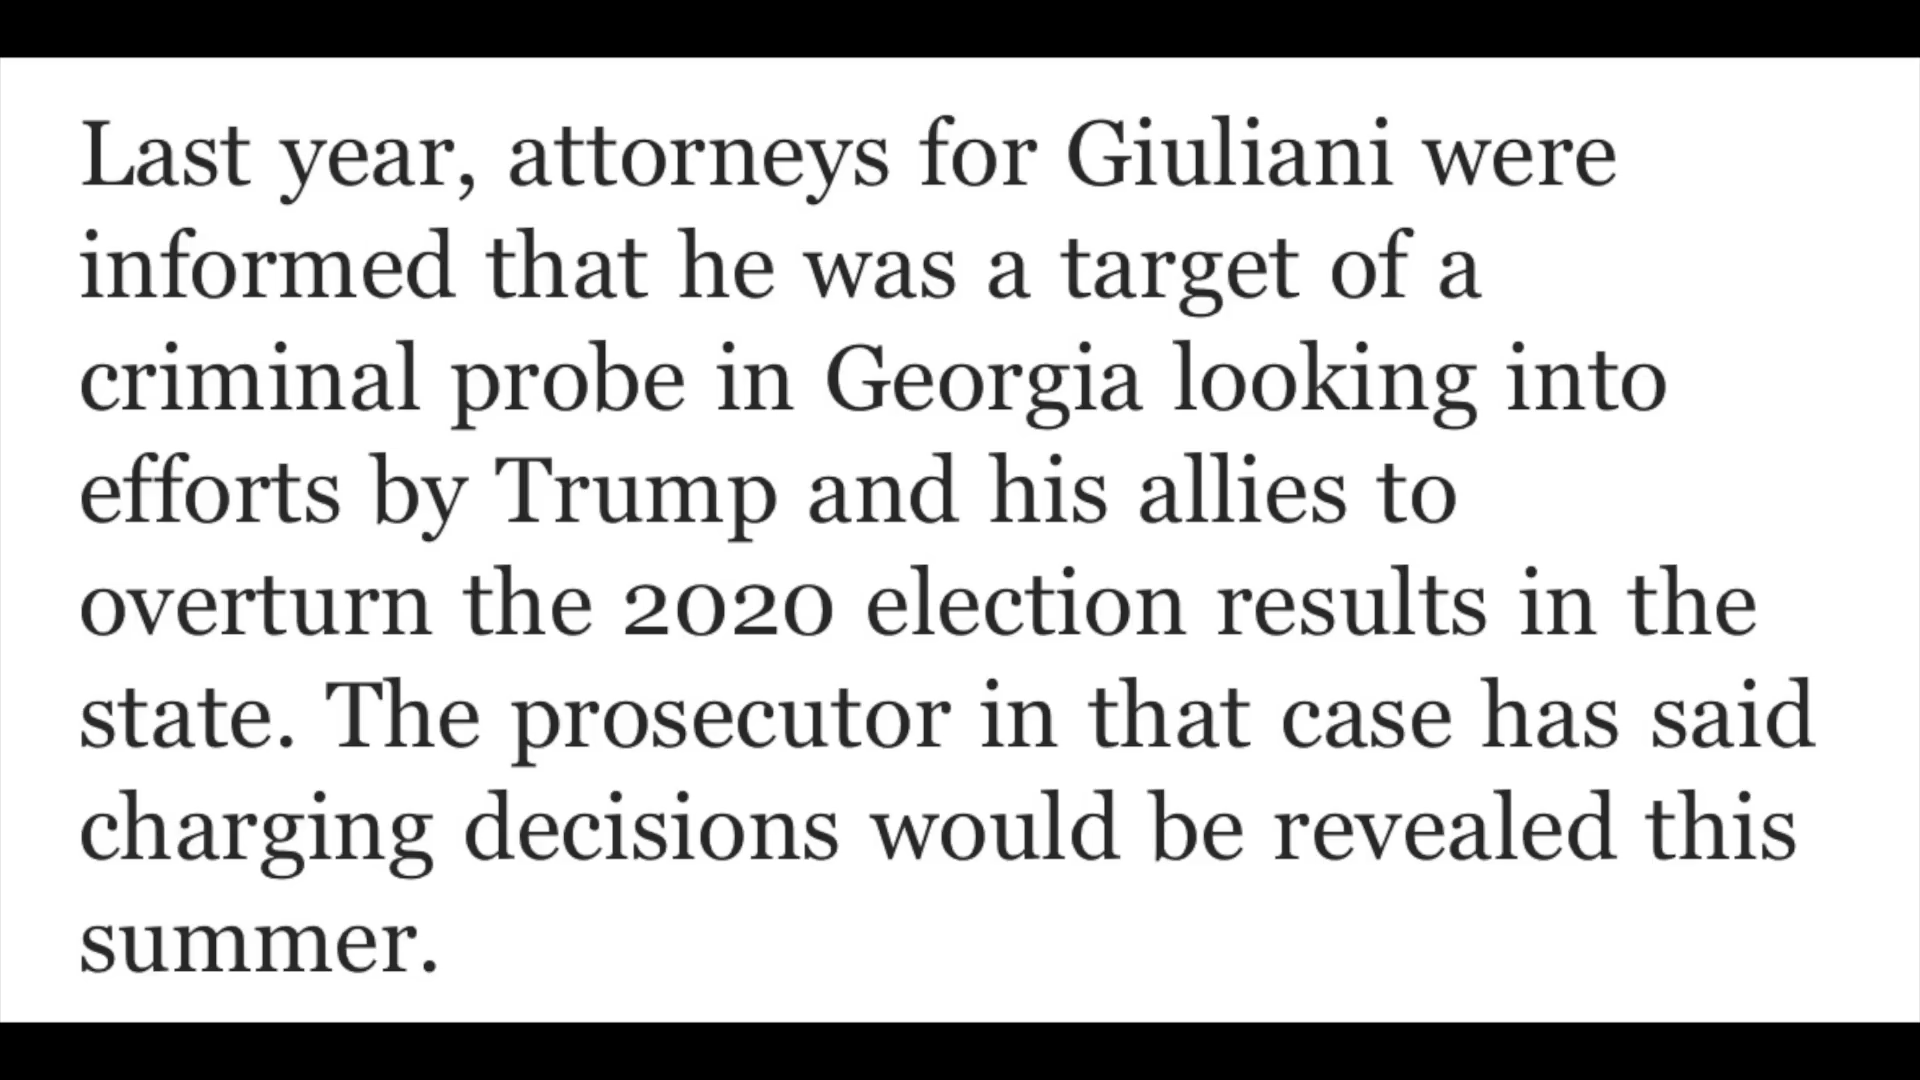 Last year, attorneys for Giuliani were
informed that he was a target of a
criminal probe in Georgia looking into
efforts by Trump and his allies to
overturn the 2020 election results in the
state. The prosecutor in that case has said
charging decisions would be revealed this
summer.